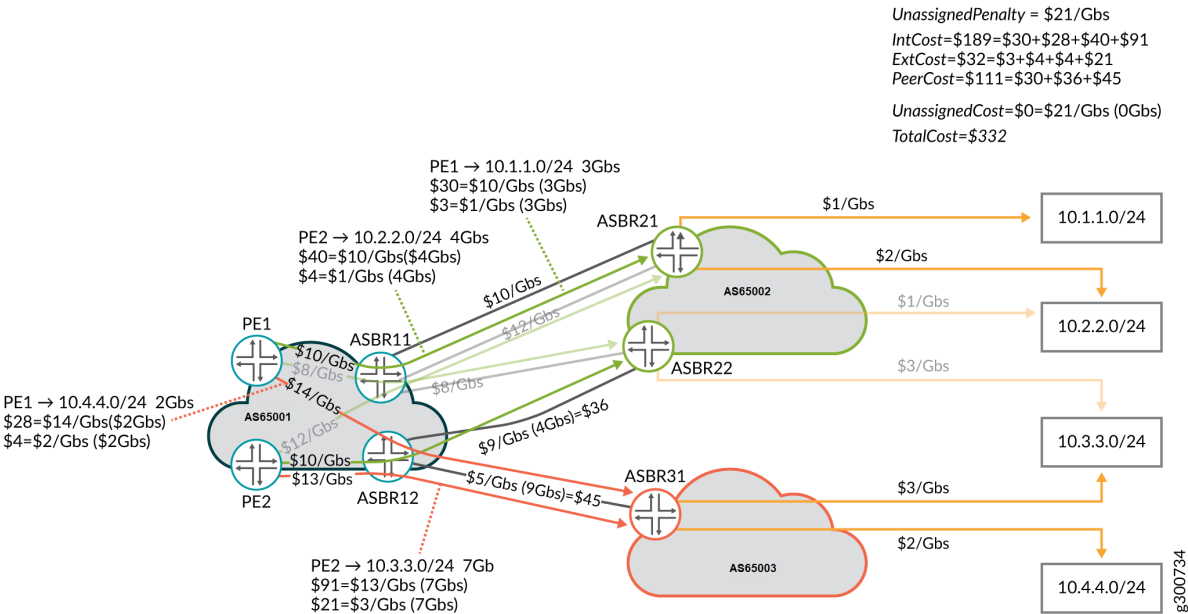 UnassignedPenalty = $21/Gbs
IntCost=$189=$30+$28+$40+$91
ExtCost=$32=$3+$4+$4+$21
PeerCost=$111=$30+$36+$45
UnassignedCost=$0=$21/Gbs (0Gbs)
TotalCost=$332
PE1 → 10.1.1.0/24 3Gbs
$30=$10/Gbs (3Gbs)
$3=$1/Gbs (3Gbs)
ASBR21
$1/Gbs
10.1.1.0/24
PE2 → 10.2.2.0/24 4Gbs
$40=$10/Gbs($4Gbs)
$4=$1/Gbs (4Gbs)
$2/Gbs
$10/Gbs
AS65002
$1/Gbs
$12/Gbs
10.2.2.0/24
PE1
ASBR11
$10/Gbs
$8/Gbs
$14/Gbs
$8/Gbs
ASBR22
$3/Gbs
PE1 → 10.4.4.0/24 2Gbs
$28=$14/Gbs($2Gbs)
$4=$2/Gbs ($2Gbs)
AS65001
$12/Gbs
$9/Gbs (4Gbs)=$36
10.3.3.0/24
$10/Gbs
$13/Gbs
PE2
ASBR12
$5/Gbs (9Gbs)=$45
ASBR31
$3/Gbs
$2/Gbs
PE2 → 10.3.3.0/24 7Gb
$91=$13/Gbs (7Gbs)
$21=$3/Gbs (7Gbs)
AS65003
10.4.4.0/24
g300734